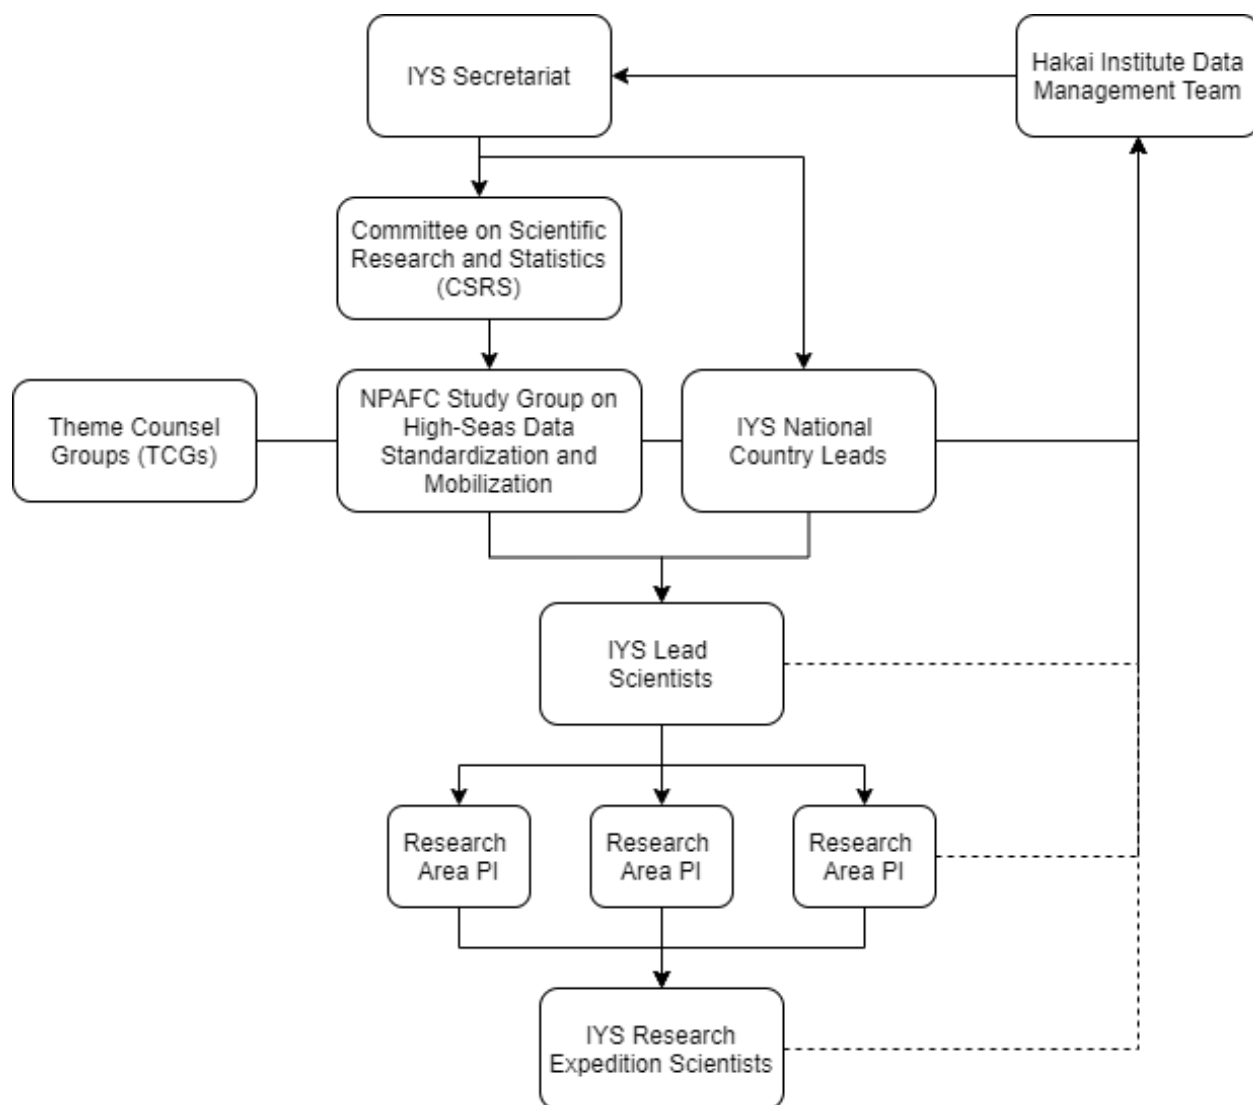 IYS Secretariat
Hakai Institute Data
Management Team
Committee on Scientific
Research and Statistics
(CSRS)
Theme Counsel
Groups (TCGs)
NPAFC Study Group on
High-Seas Data
Standardization and
Mobilization
IYS National
Country Leads
IYS Lead
Scientists
Research
Area PI
Research
Area PI
Research
Area PI
IYS Research
Expedition Scientists